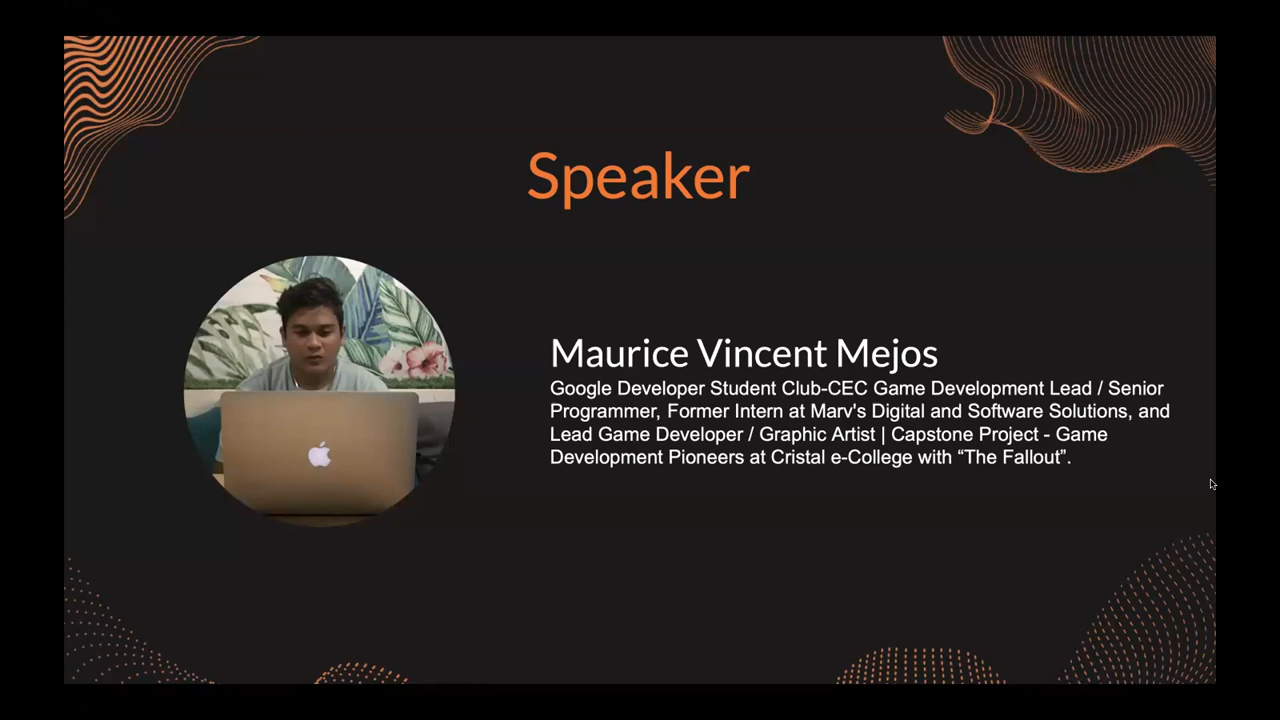 Speaker
Maurice Vincent Mejos
Google Developer Student Club-CEC Game Development Lead / Senior
Programmer, Former Intern at Marv's Digital and Software Solutions, and
Lead Game Developer / Graphic Artist | Capstone Project - Game
Development Pioneers at Cristal e-College with “The Fallout”.